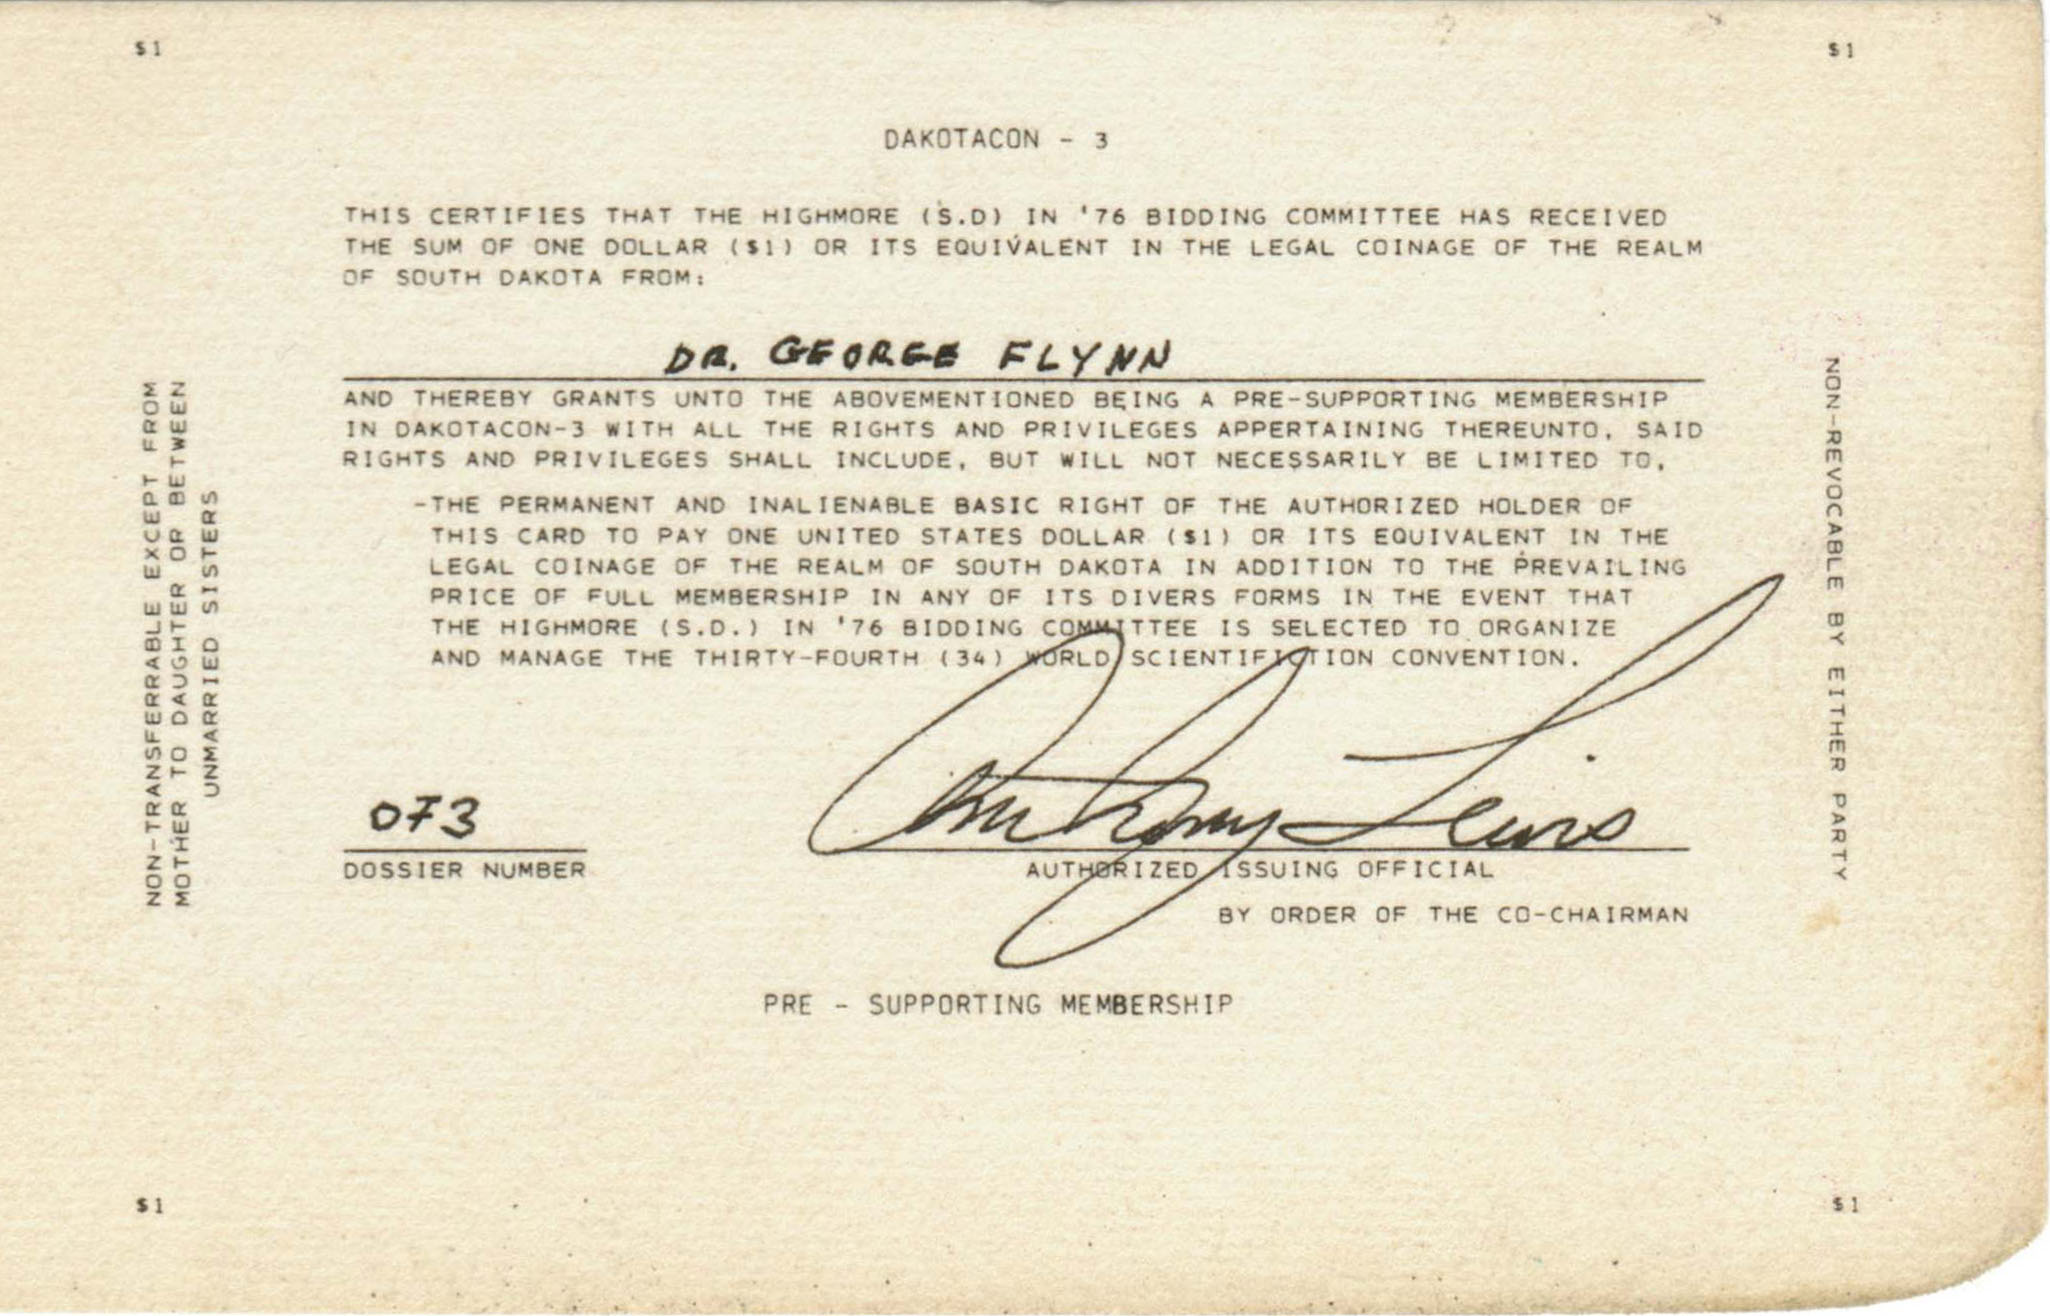 $1
$1
DAKOTACON - 3
THIS CERTIFIES THAT THE HIGHMORE (S.D) IN '76 BIDDING COMMITTEE HAS RECEIVED
THE SUM OF ONE DOLLAR ($1) OR ITS EQUIVALENT IN THE LEGAL COINAGE OF THE REALM
OF SOUTH DAKOTA FROM:
DR. GEORGE FLYNN
AND THEREBY GRANTS UNTO THE ABOVEMENTIONED BEING A PRE-SUPPORTING MEMBERSHIP
IN DAKOTACON-3 WITH ALL THE RIGHTS AND PRIVILEGES APPERTAINING THEREUNTO, SAID
RIGHTS AND PRIVILEGES SHALL INCLUDE, BUT WILL NOT NECESSARILY BE LIMITED TO,
-THE PERMANENT AND INALIENABLE BASIC RIGHT OF THE AUTHORIZED HOLDER OF
THIS CARD TO PAY ONE UNITED STATES DOLLAR ($1) OR ITS EQUIVALENT IN THE
LEGAL COINAGE OF THE REALM OF SOUTH DAKOTA IN ADDITION TO THE PREVAILING
PRICE OF FULL MEMBERSHIP IN ANY OF ITS DIVERS FORMS IN THE EVENT THAT
THE HIGHMORE (S.D.) IN '76 BIDDING COMMITTEE IS SELECTED TO ORGANIZE
AND MANAGE THE THIRTY-FOURTH (34) WORLD SCIENTIFICTION CONVENTION.
NON-TRANSFERRABLE EXCEPT FROM
MOTHER TO DAUGHTER OR BETWEEN
UNMARRIED SISTERS
NON-REVOCABLE BY EITHER PARTY
073
DOSSIER NUMBER
Anthony Lewis
AUTHORIZED ISSUING OFFICIAL
BY ORDER OF THE CO-CHAIRMAN
PRE - SUPPORTING MEMBERSHIP
$1
$1